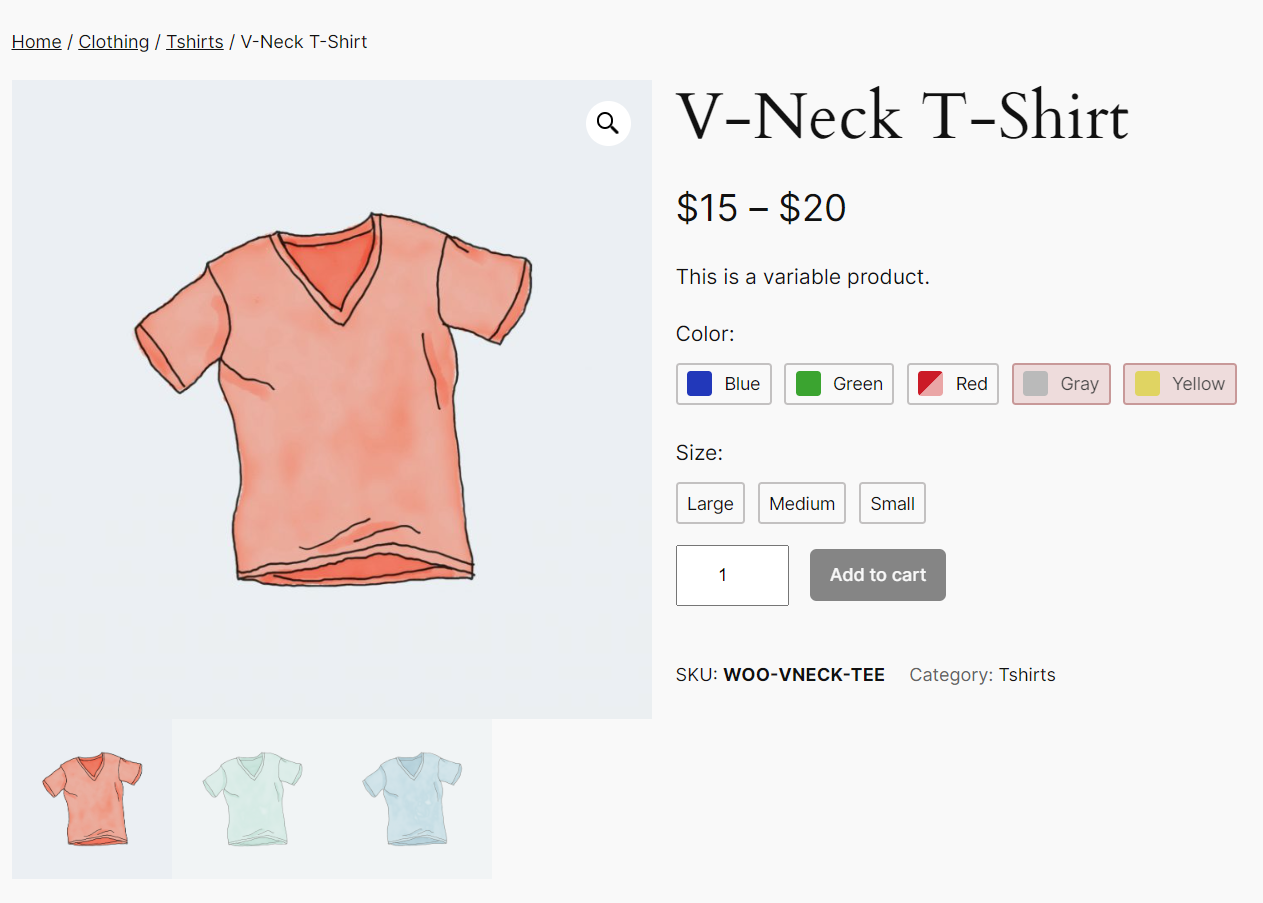 Home / Clothing / Tshirts / V-Neck T-Shirt
V-Neck T-Shirt
$15 – $20
This is a variable product.
Color:
Blue Green Red Gray Yellow
Size:
Large Medium Small
1 Add to cart
SKU: WOO-VNECK-TEE Category: Tshirts